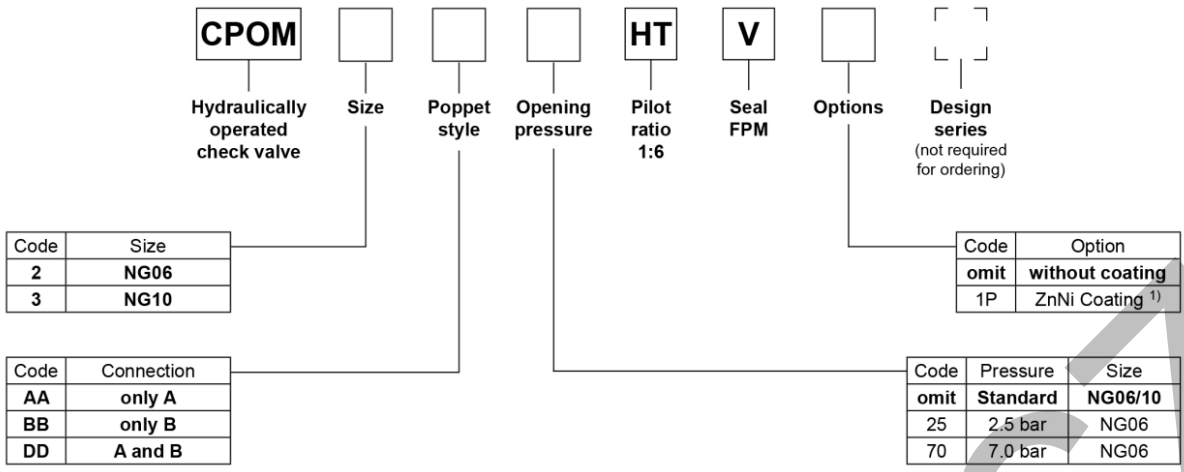 CPOM HT V
Hydraulically
operated
check valve
Size
Poppet
style
Opening
pressure
Pilot
ratio
1:6
Seal
FPM
Options
Design
series
(not required
for ordering)
Code Size
2 NG06
3 NG10
Code Option
omit without coating
1P ZnNi Coating 1)
Code Connection
AA only A
BB only B
DD A and B
Code Pressure Size
omit Standard NG06/10
25 2.5 bar NG06
70 7.0 bar NG06